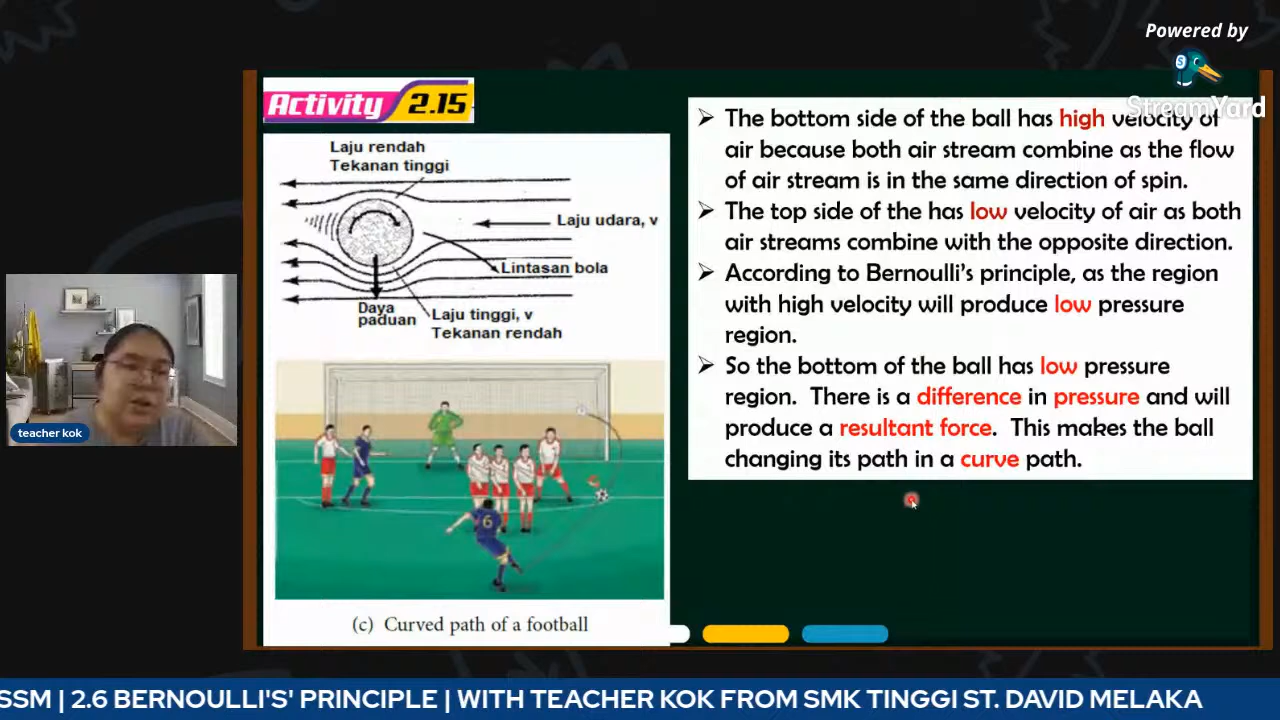 Powered by
StreamYard
Activity 2.15
Laju rendah
Tekanan tinggi
Laju udara, v
Lintasan bola
Daya
paduan
Laju tinggi, v
Tekanan rendah
6
(c) Curved path of a football
The bottom side of the ball has high velocity of
air because both air stream combine as the flow
of air stream is in the same direction of spin.
The top side of the has low velocity of air as both
air streams combine with the opposite direction.
According to Bernoulli's principle, as the region
with high velocity will produce low pressure
region.
So the bottom of the ball has low pressure
region. There is a difference in pressure and will
produce a resultant force. This makes the ball
changing its path in a curve path.
teacher kok
SSM | 2.6 BERNOULLI'S' PRINCIPLE | WITH TEACHER KOK FROM SMK TINGGI ST. DAVID MELAKA